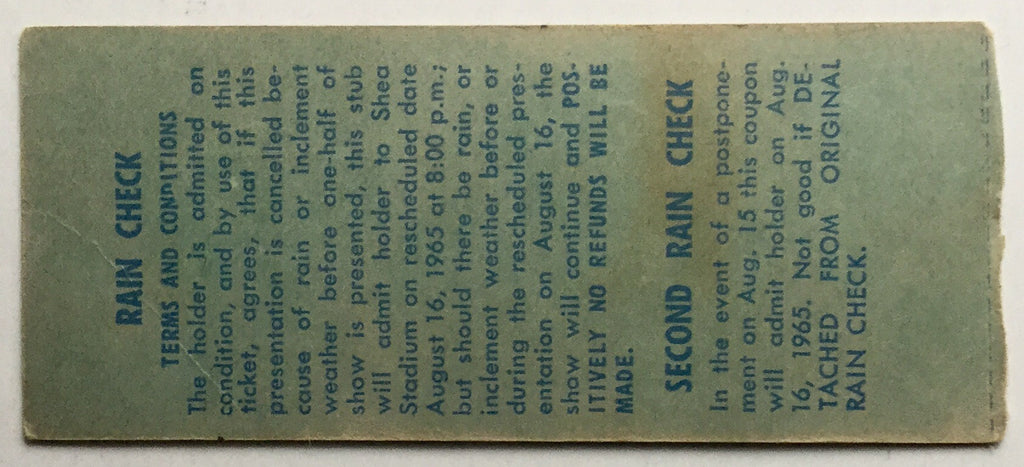 RAIN CHECK
TERMS AND CONDITIONS
The holder is admitted on
condition, and by use of this
ticket, agrees, that if this
presentation is cancelled be-
cause of rain or inclement
weather before one-half of
show is presented, this stub
will admit holder to Shea
Stadium on rescheduled date
August 16, 1965 at 8:00 p.m.;
but should there be rain, or
inclement weather before or
during the rescheduled pres-
entation on August 16, the
show will continue and POS-
ITIVELY NO REFUNDS WILL BE
MADE.
SECOND RAIN CHECK
In the event of a postpone-
ment on Aug. 15 this coupon
will admit holder on Aug.
16, 1965. Not good if DE-
TACHED FROM ORIGINAL
RAIN CHECK.